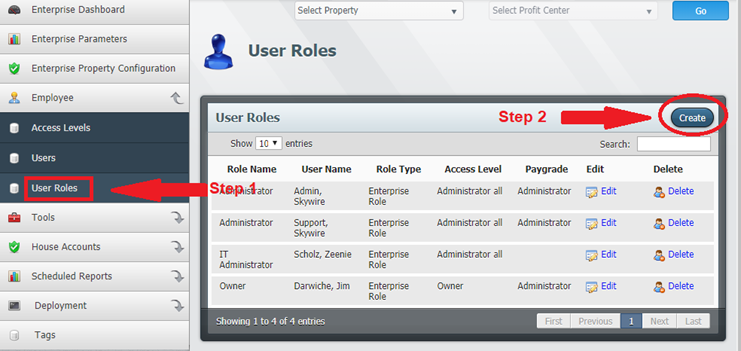 Enterprise Dashboard
Enterprise Parameters
Enterprise Property Configuration
Employee
Access Levels
Users
User Roles
Step 1
Tools
House Accounts
Scheduled Reports
Deployment
Tags
Select Property Select Profit Center Go
User Roles
User Roles Step 2 Create
Show 10 entries Search:
Role Name User Name Role Type Access Level Paygrade Edit Delete
Administrator Admin, Skywire Enterprise Role Administrator all Administrator Edit Delete
Administrator Support, Skywire Enterprise Role Administrator all Administrator Edit Delete
IT Administrator Scholz, Zeenie Enterprise Role Administrator all Edit Delete
Owner Darwiche, Jim Enterprise Role Owner Administrator Edit Delete
Showing 1 to 4 of 4 entries First Previous 1 Next Last